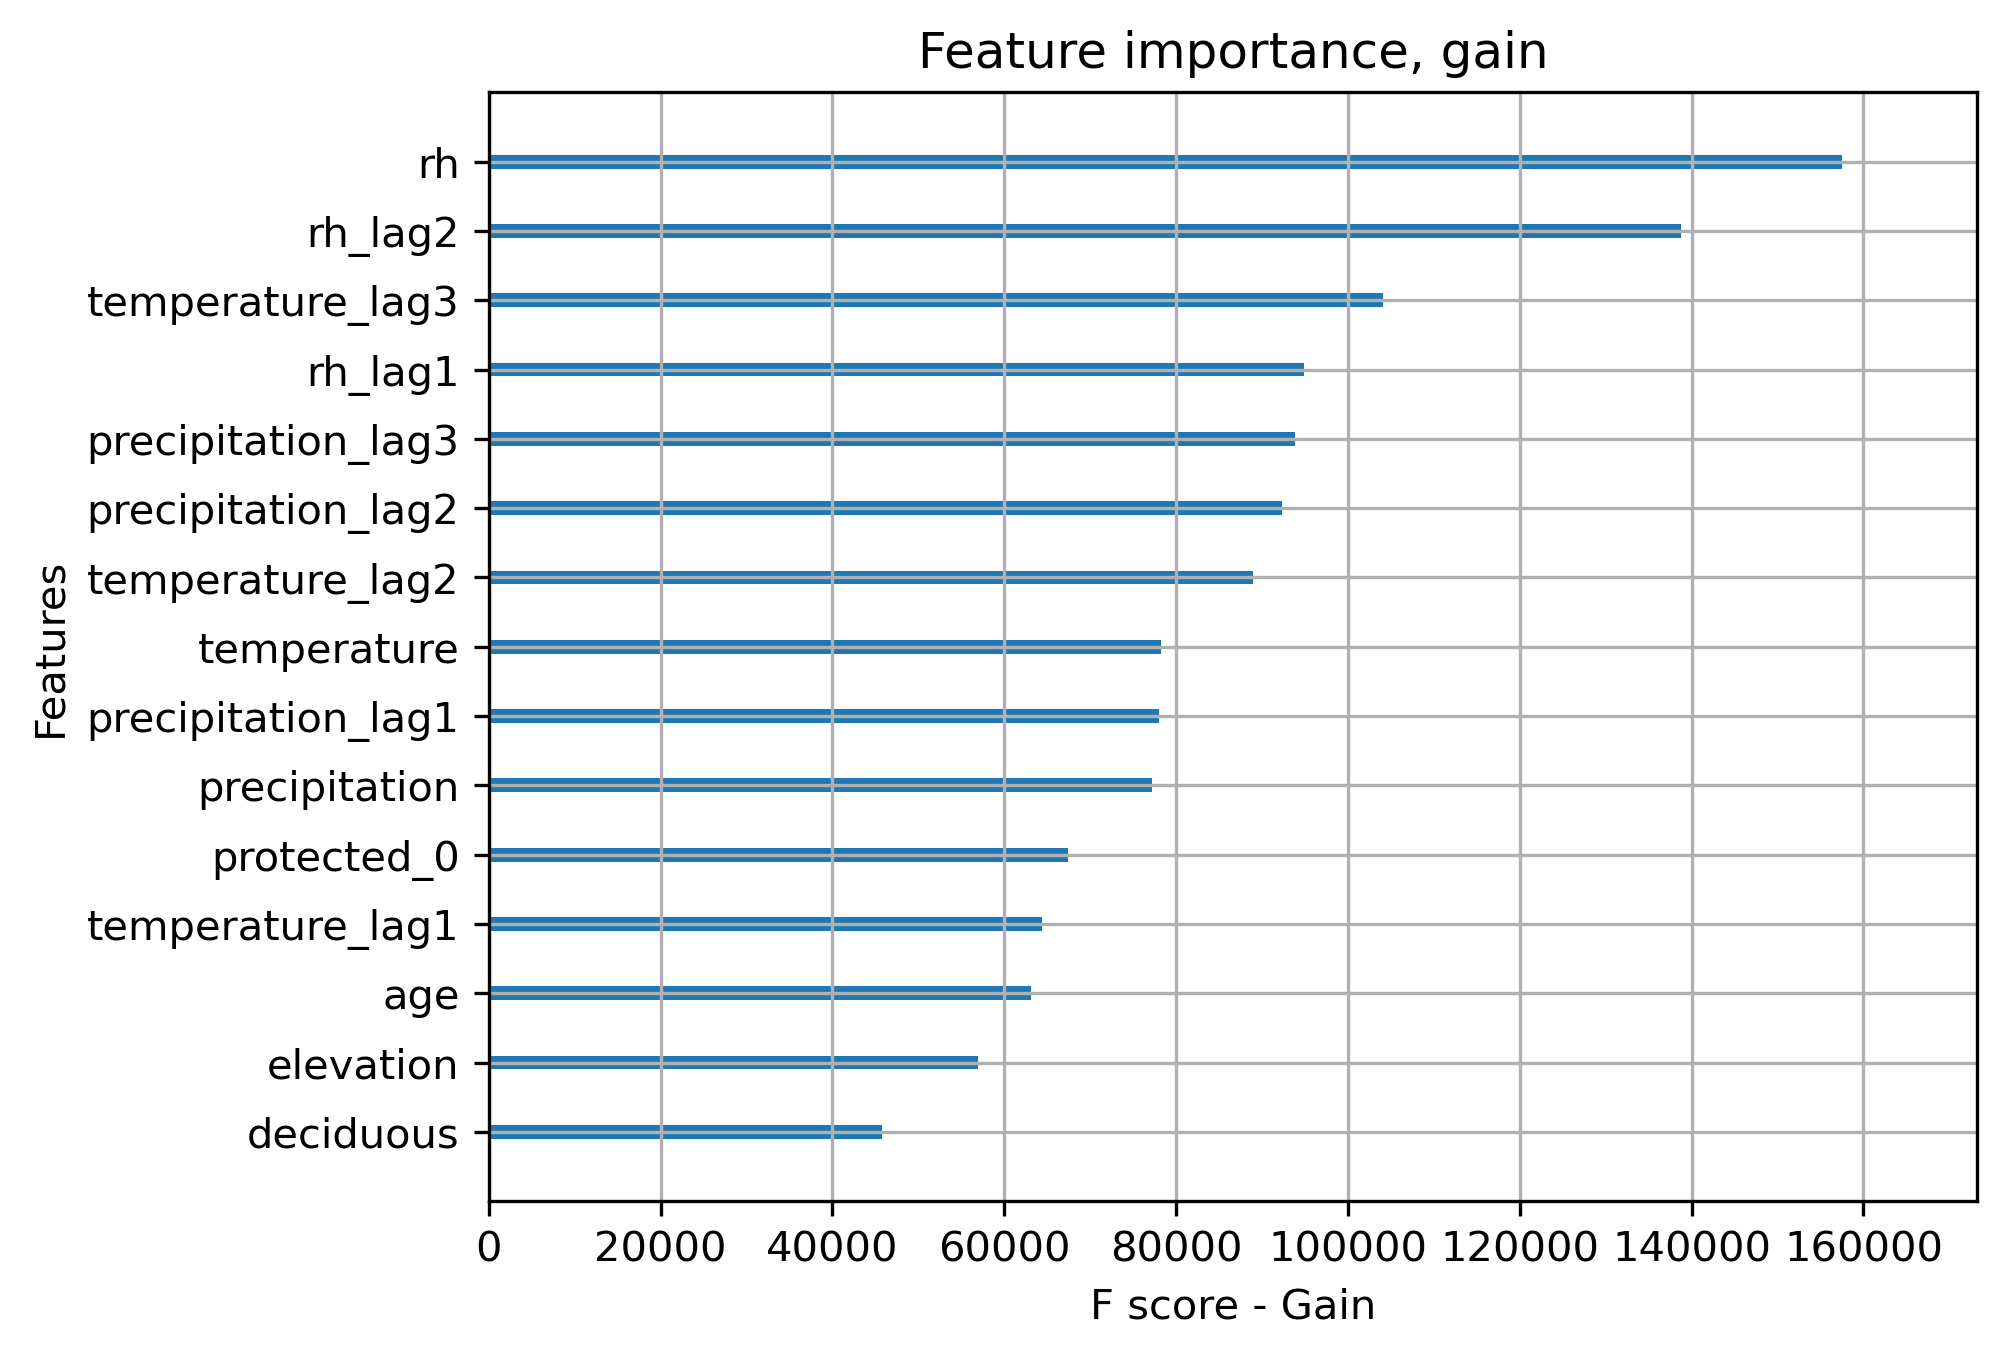 Feature importance, gain
rh
rh_lag2
temperature_lag3
rh_lag1
precipitation_lag3
precipitation_lag2
temperature_lag2
temperature
precipitation_lag1
precipitation
protected_0
temperature_lag1
age
elevation
deciduous
Features
0 20000 40000 60000 80000 100000 120000 140000 160000
F score - Gain